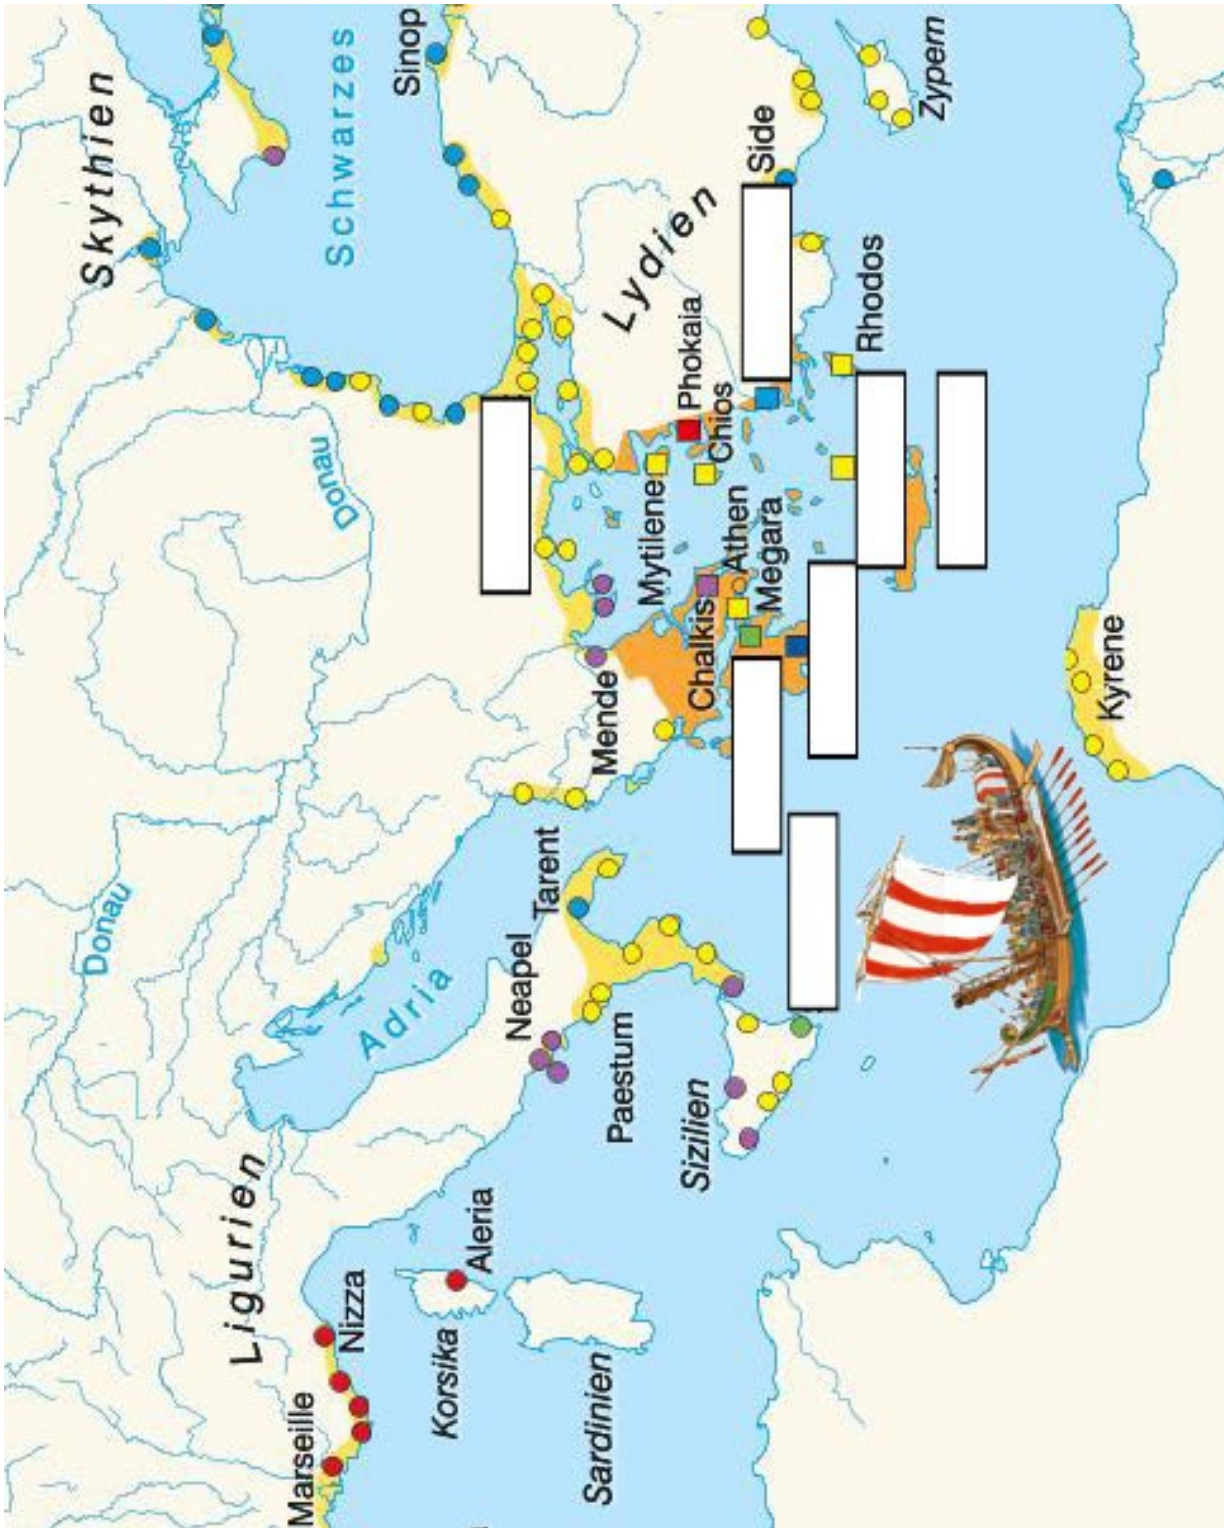 Skythien
Schwarzes
Sinop
Donau
Donau
Ligurien
Adria
Marseille
Nizza
Korsika
Aleria
Sardinien
Neapel
Tarent
Paestum
Sizilien
Mende
Chalkis
Mytilene
Athen
Megara
Phokaia
Chios
Lydien
Side
Rhodos
Zypern
Kyrene